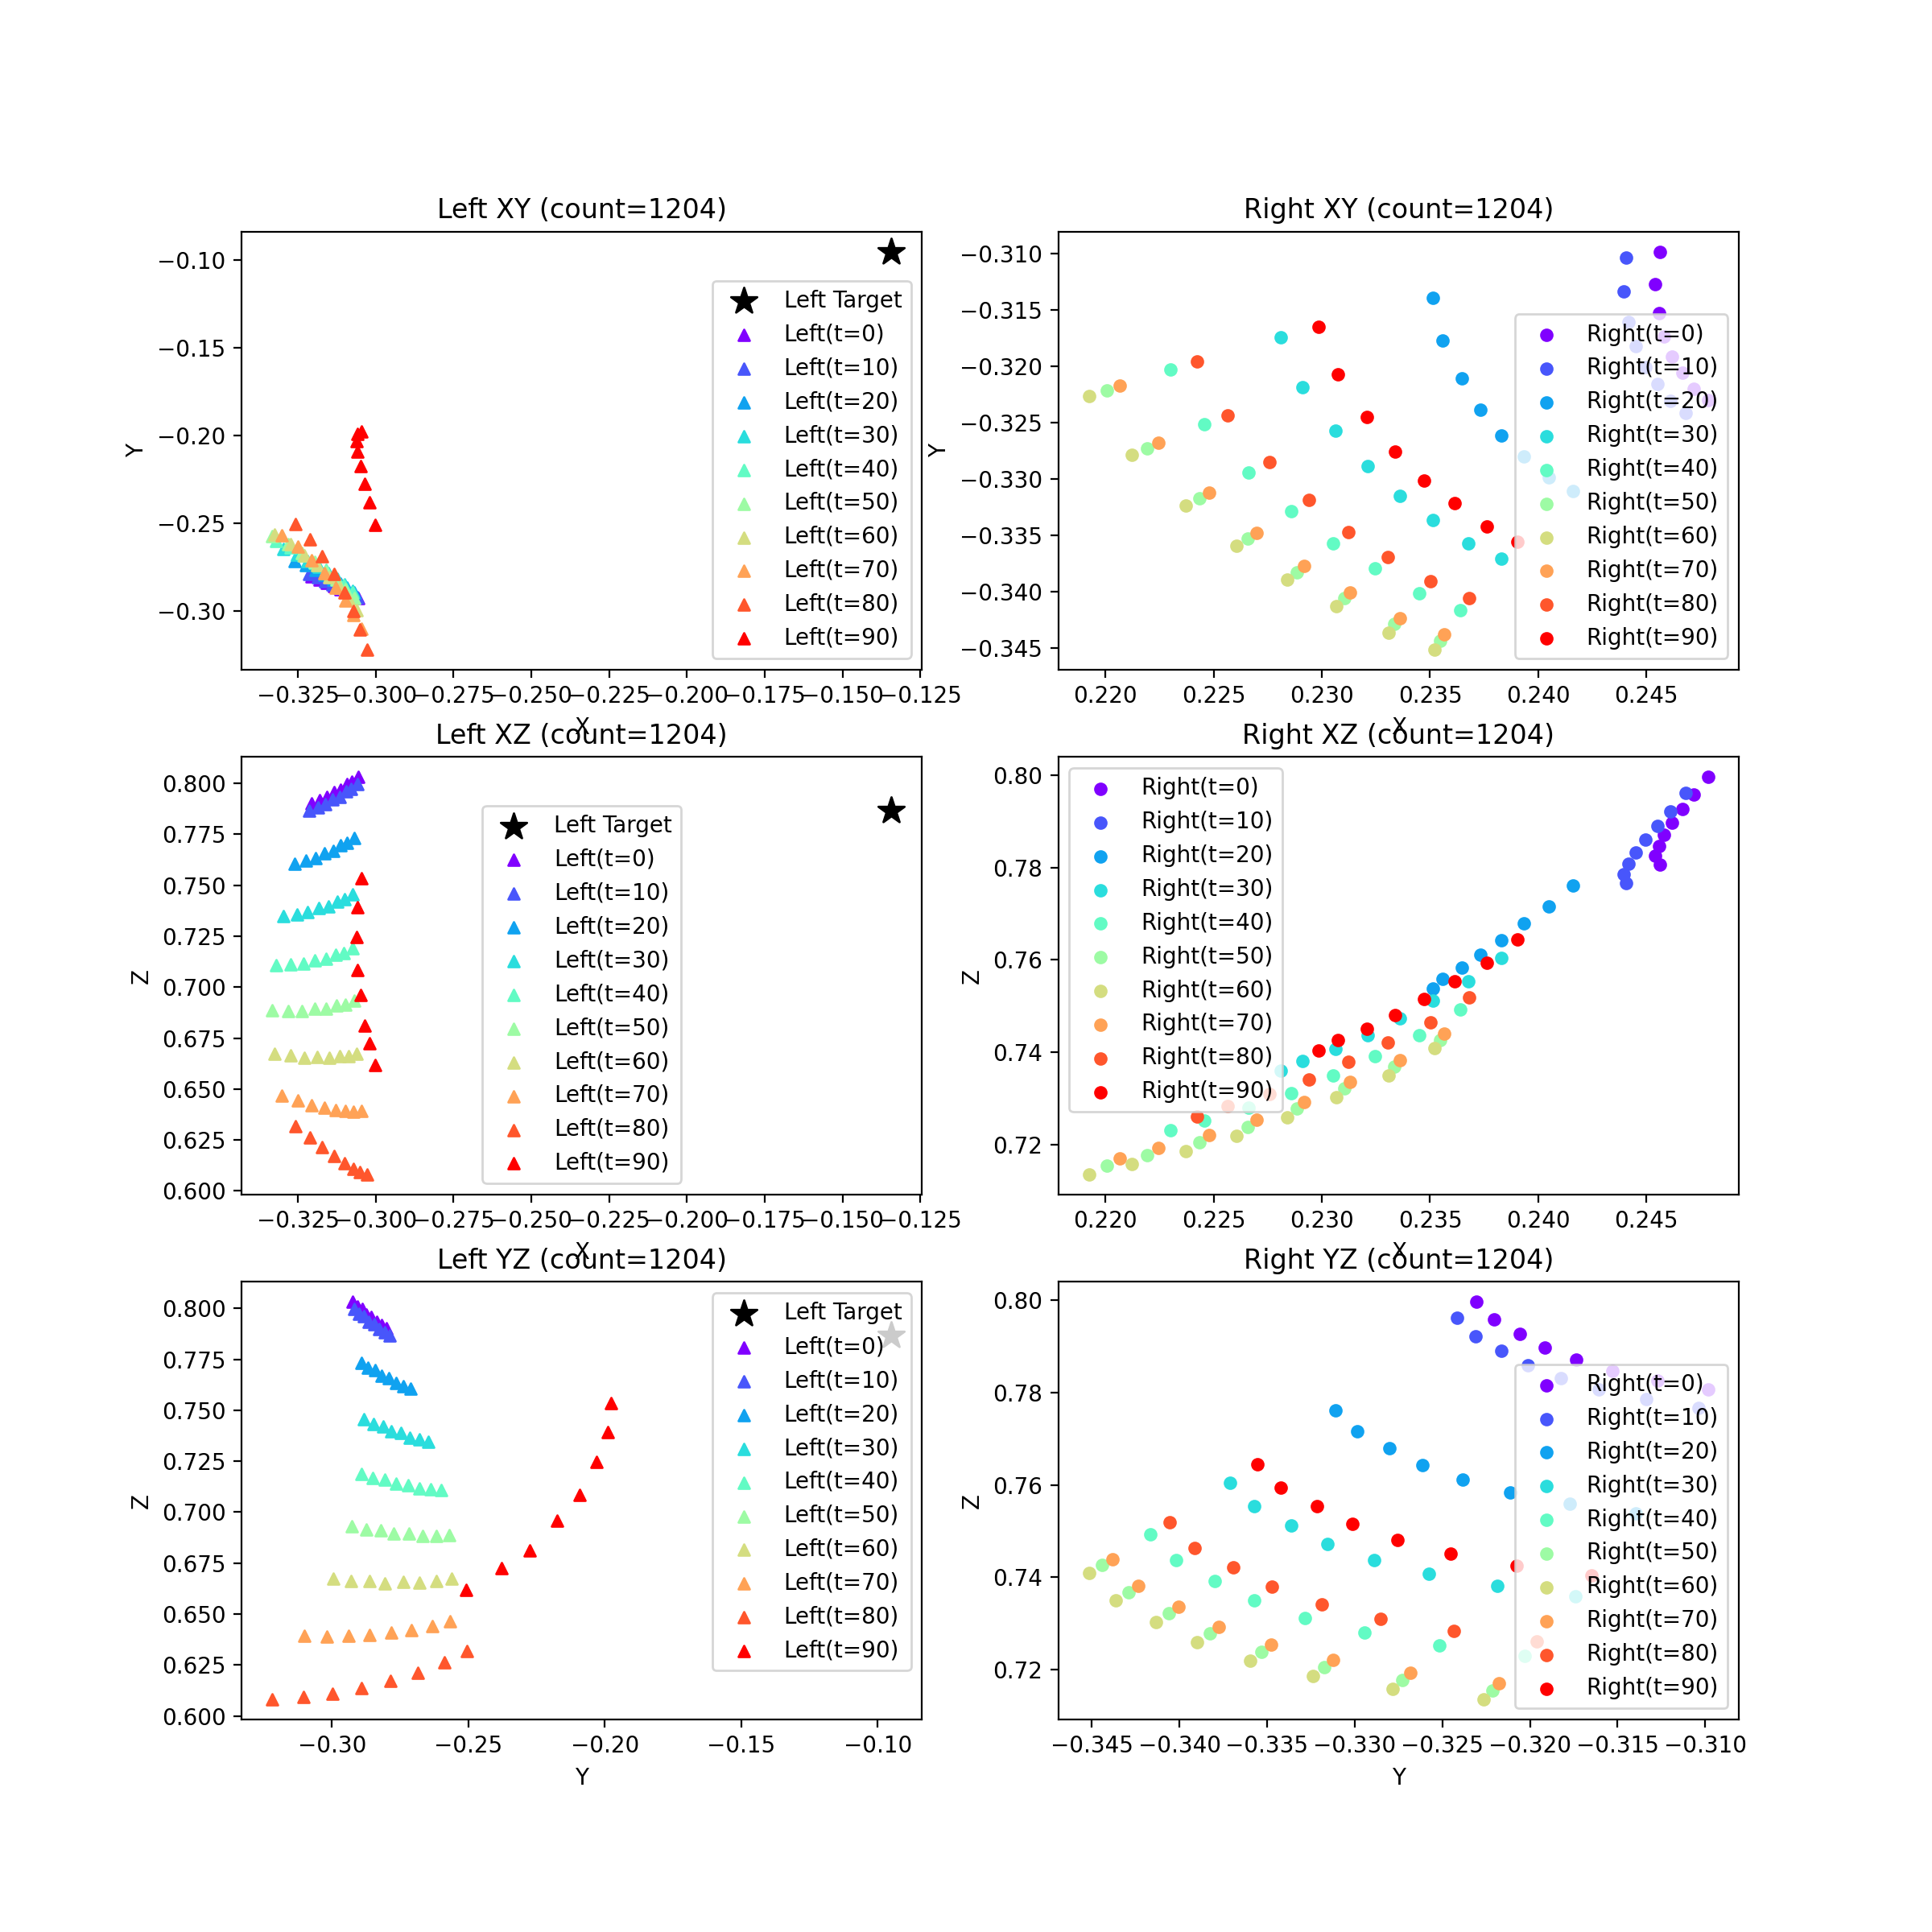 Left XY (count=1204)
−0.10
−0.15
−0.20
−0.25
−0.30
Y
−0.325 −0.300 −0.275 −0.250 −0.225 −0.200 −0.175 −0.150 −0.125
X
Left Target
Left(t=0)
Left(t=10)
Left(t=20)
Left(t=30)
Left(t=40)
Left(t=50)
Left(t=60)
Left(t=70)
Left(t=80)
Left(t=90)
Right XY (count=1204)
−0.310
−0.315
−0.320
−0.325
−0.330
−0.335
−0.340
−0.345
Y
0.220 0.225 0.230 0.235 0.240 0.245
X
Right(t=0)
Right(t=10)
Right(t=20)
Right(t=30)
Right(t=40)
Right(t=50)
Right(t=60)
Right(t=70)
Right(t=80)
Right(t=90)
Left XZ (count=1204)
0.800
0.775
0.750
0.725
0.700
0.675
0.650
0.625
0.600
Z
−0.325 −0.300 −0.275 −0.250 −0.225 −0.200 −0.175 −0.150 −0.125
X
Left Target
Left(t=0)
Left(t=10)
Left(t=20)
Left(t=30)
Left(t=40)
Left(t=50)
Left(t=60)
Left(t=70)
Left(t=80)
Left(t=90)
Right XZ (count=1204)
0.80
0.78
0.76
0.74
0.72
Z
0.220 0.225 0.230 0.235 0.240 0.245
X
Right(t=0)
Right(t=10)
Right(t=20)
Right(t=30)
Right(t=40)
Right(t=50)
Right(t=60)
Right(t=70)
Right(t=80)
Right(t=90)
Left YZ (count=1204)
0.800
0.775
0.750
0.725
0.700
0.675
0.650
0.625
0.600
Z
−0.30 −0.25 −0.20 −0.15 −0.10
Y
Left Target
Left(t=0)
Left(t=10)
Left(t=20)
Left(t=30)
Left(t=40)
Left(t=50)
Left(t=60)
Left(t=70)
Left(t=80)
Left(t=90)
Right YZ (count=1204)
0.80
0.78
0.76
0.74
0.72
Z
−0.345 −0.340 −0.335 −0.330 −0.325 −0.320 −0.315 −0.310
Y
Right(t=0)
Right(t=10)
Right(t=20)
Right(t=30)
Right(t=40)
Right(t=50)
Right(t=60)
Right(t=70)
Right(t=80)
Right(t=90)